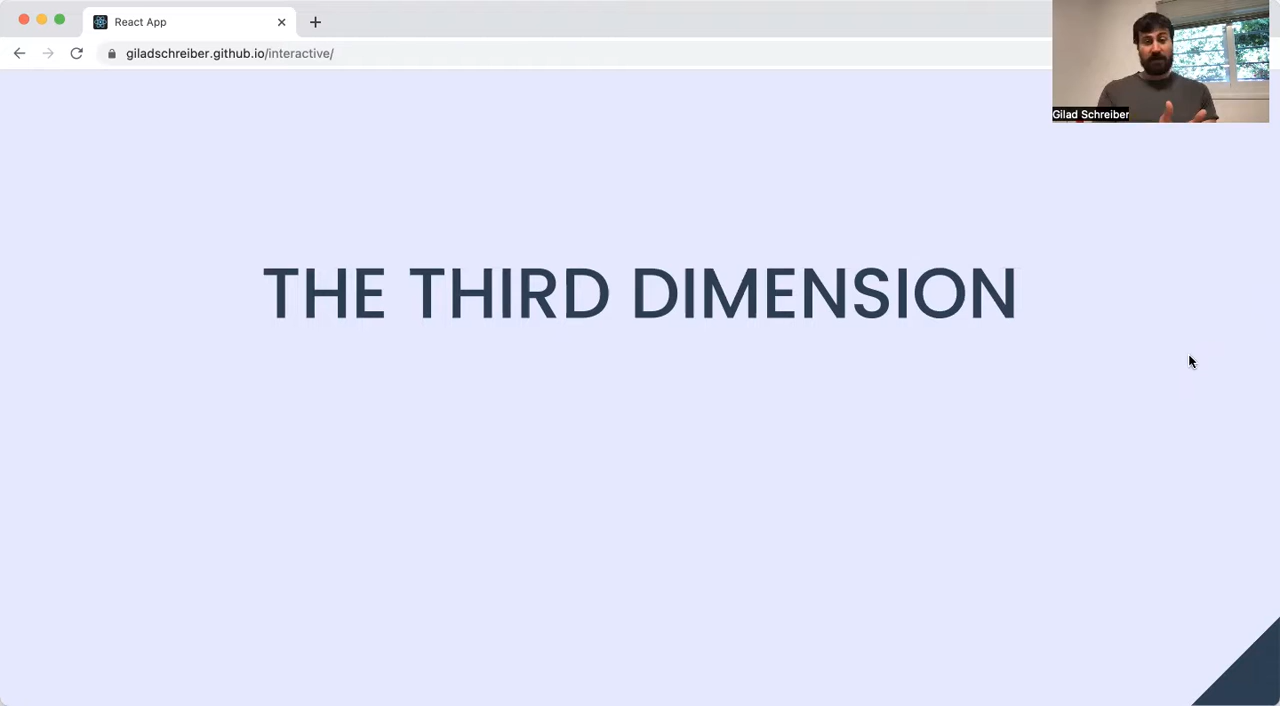 React App
giladschreiber.github.io/interactive/
Gilad Schreiber
THE THIRD DIMENSION